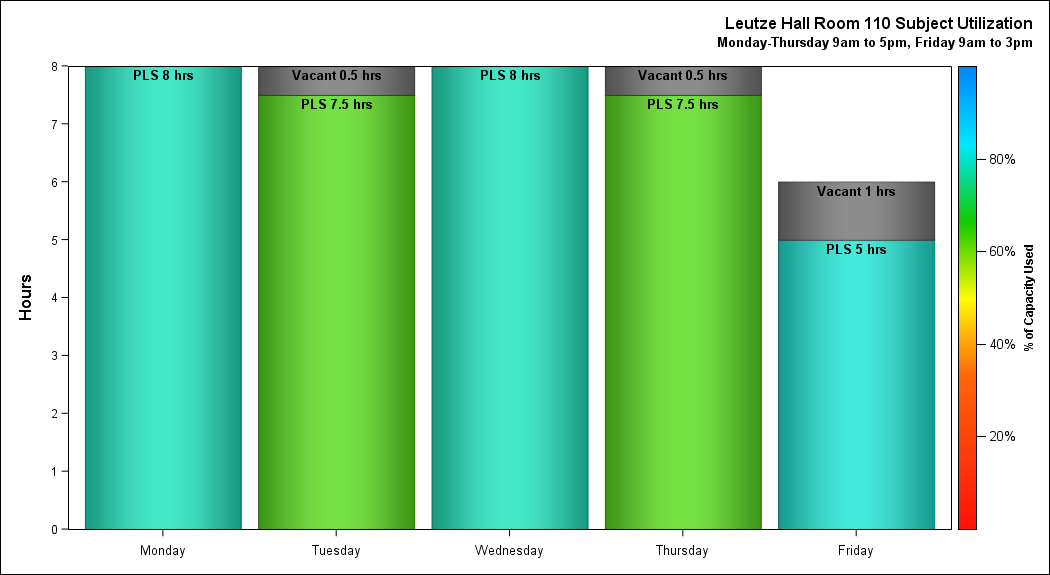 Leutze Hall Room 110 Subject Utilization
Monday-Thursday 9am to 5pm, Friday 9am to 3pm
Hours
8
7
6
5
4
3
2
1
0
PLS 8 hrs
Vacant 0.5 hrs
PLS 7.5 hrs
PLS 8 hrs
Vacant 0.5 hrs
PLS 7.5 hrs
Vacant 1 hrs
PLS 5 hrs
Monday
Tuesday
Wednesday
Thursday
Friday
80%
60%
40%
20%
% of Capacity Used